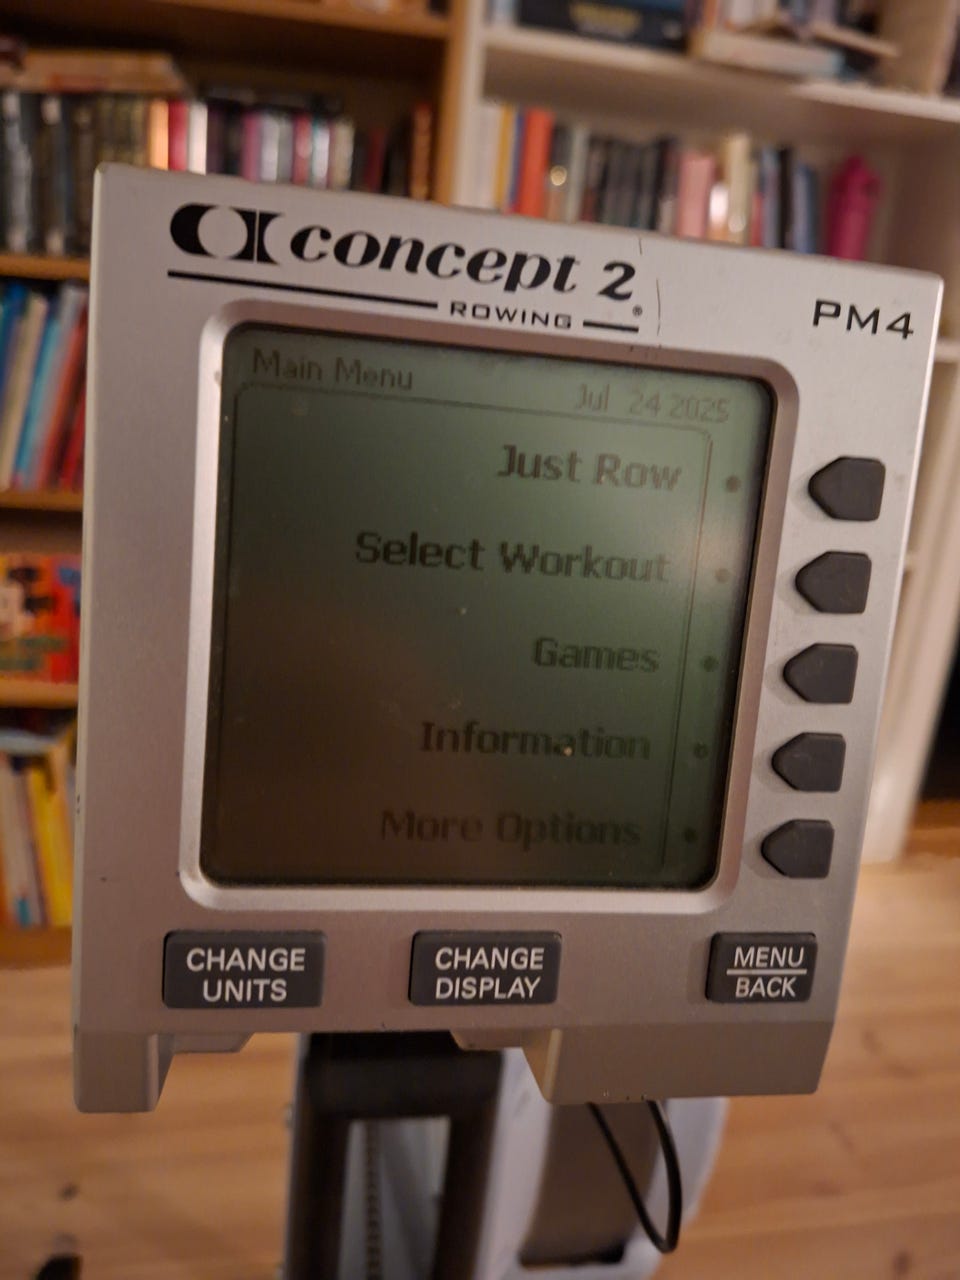 concept 2®
ROWING
PM4
Main Menu
Jul 24 2025
Just Row
Select Workout
Games
Information
More Options
CHANGE
UNITS
CHANGE
DISPLAY
MENU
BACK